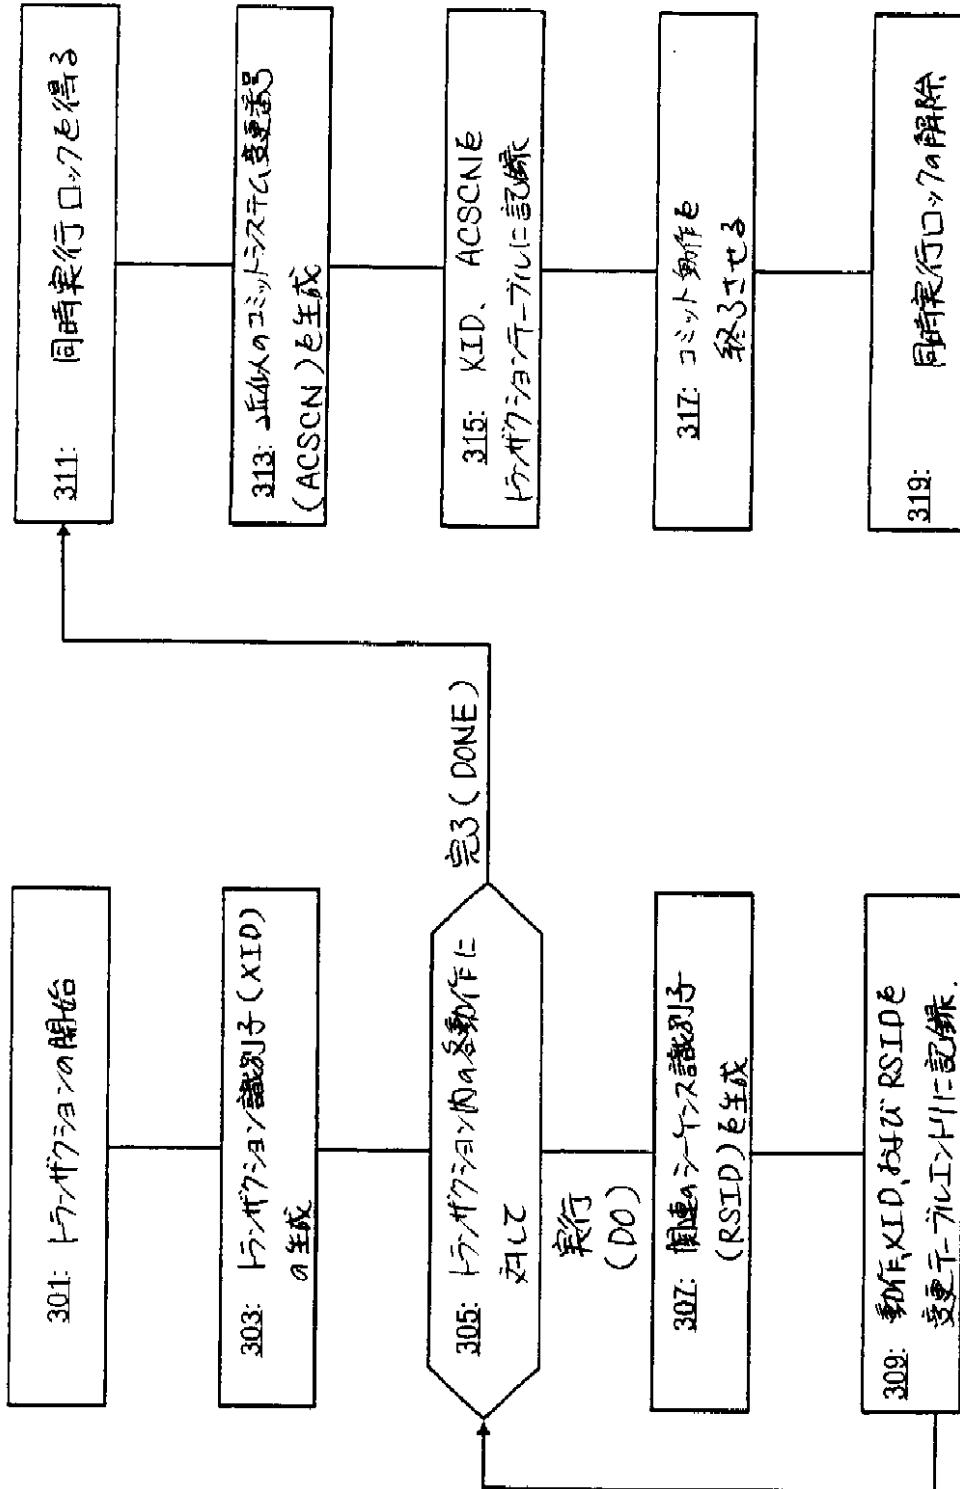 301: トランザクションの開始
303: トランザクション識別子(XID)
の生成
305: トランザクション内の各動作に
対して
実行
(DO)
307: 関連のシーケンス識別子
(RSID)を生成
309: 動作、XID、およびRSIDを
変更テーブルエントリに記録.
完了(DONE)
311: 同時実行ロックを得る
313: 近似のコミットシステム変更番号
(ACSCN)を生成
315: XID、ACSCNを
トランザクションテーブルに記録
317: コミット動作を
終了させる
319: 同時実行ロックの解除